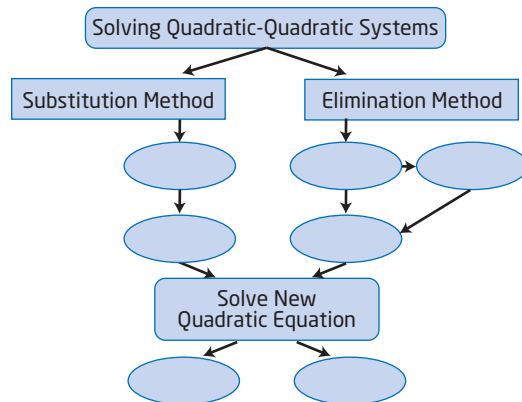 Solving Quadratic-Quadratic Systems
Substitution Method
Elimination Method
Solve New
Quadratic Equation